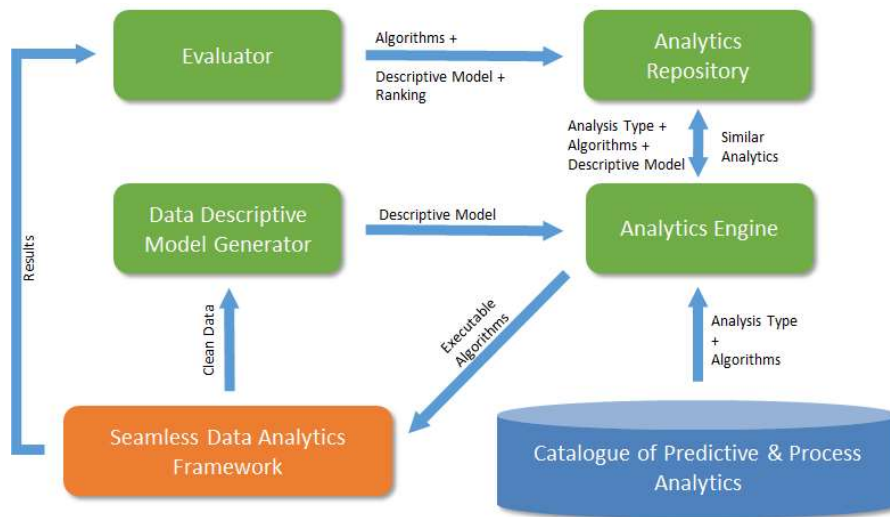 Evaluator
Algorithms +
Descriptive Model +
Ranking
Analytics
Repository
Analysis Type +
Algorithms +
Descriptive Model
Similar
Analytics
Data Descriptive
Model Generator
Descriptive Model
Analytics Engine
Results
Clean Data
Executable
Algorithms
Analysis Type
+
Algorithms
Seamless Data Analytics
Framework
Catalogue of Predictive & Process
Analytics